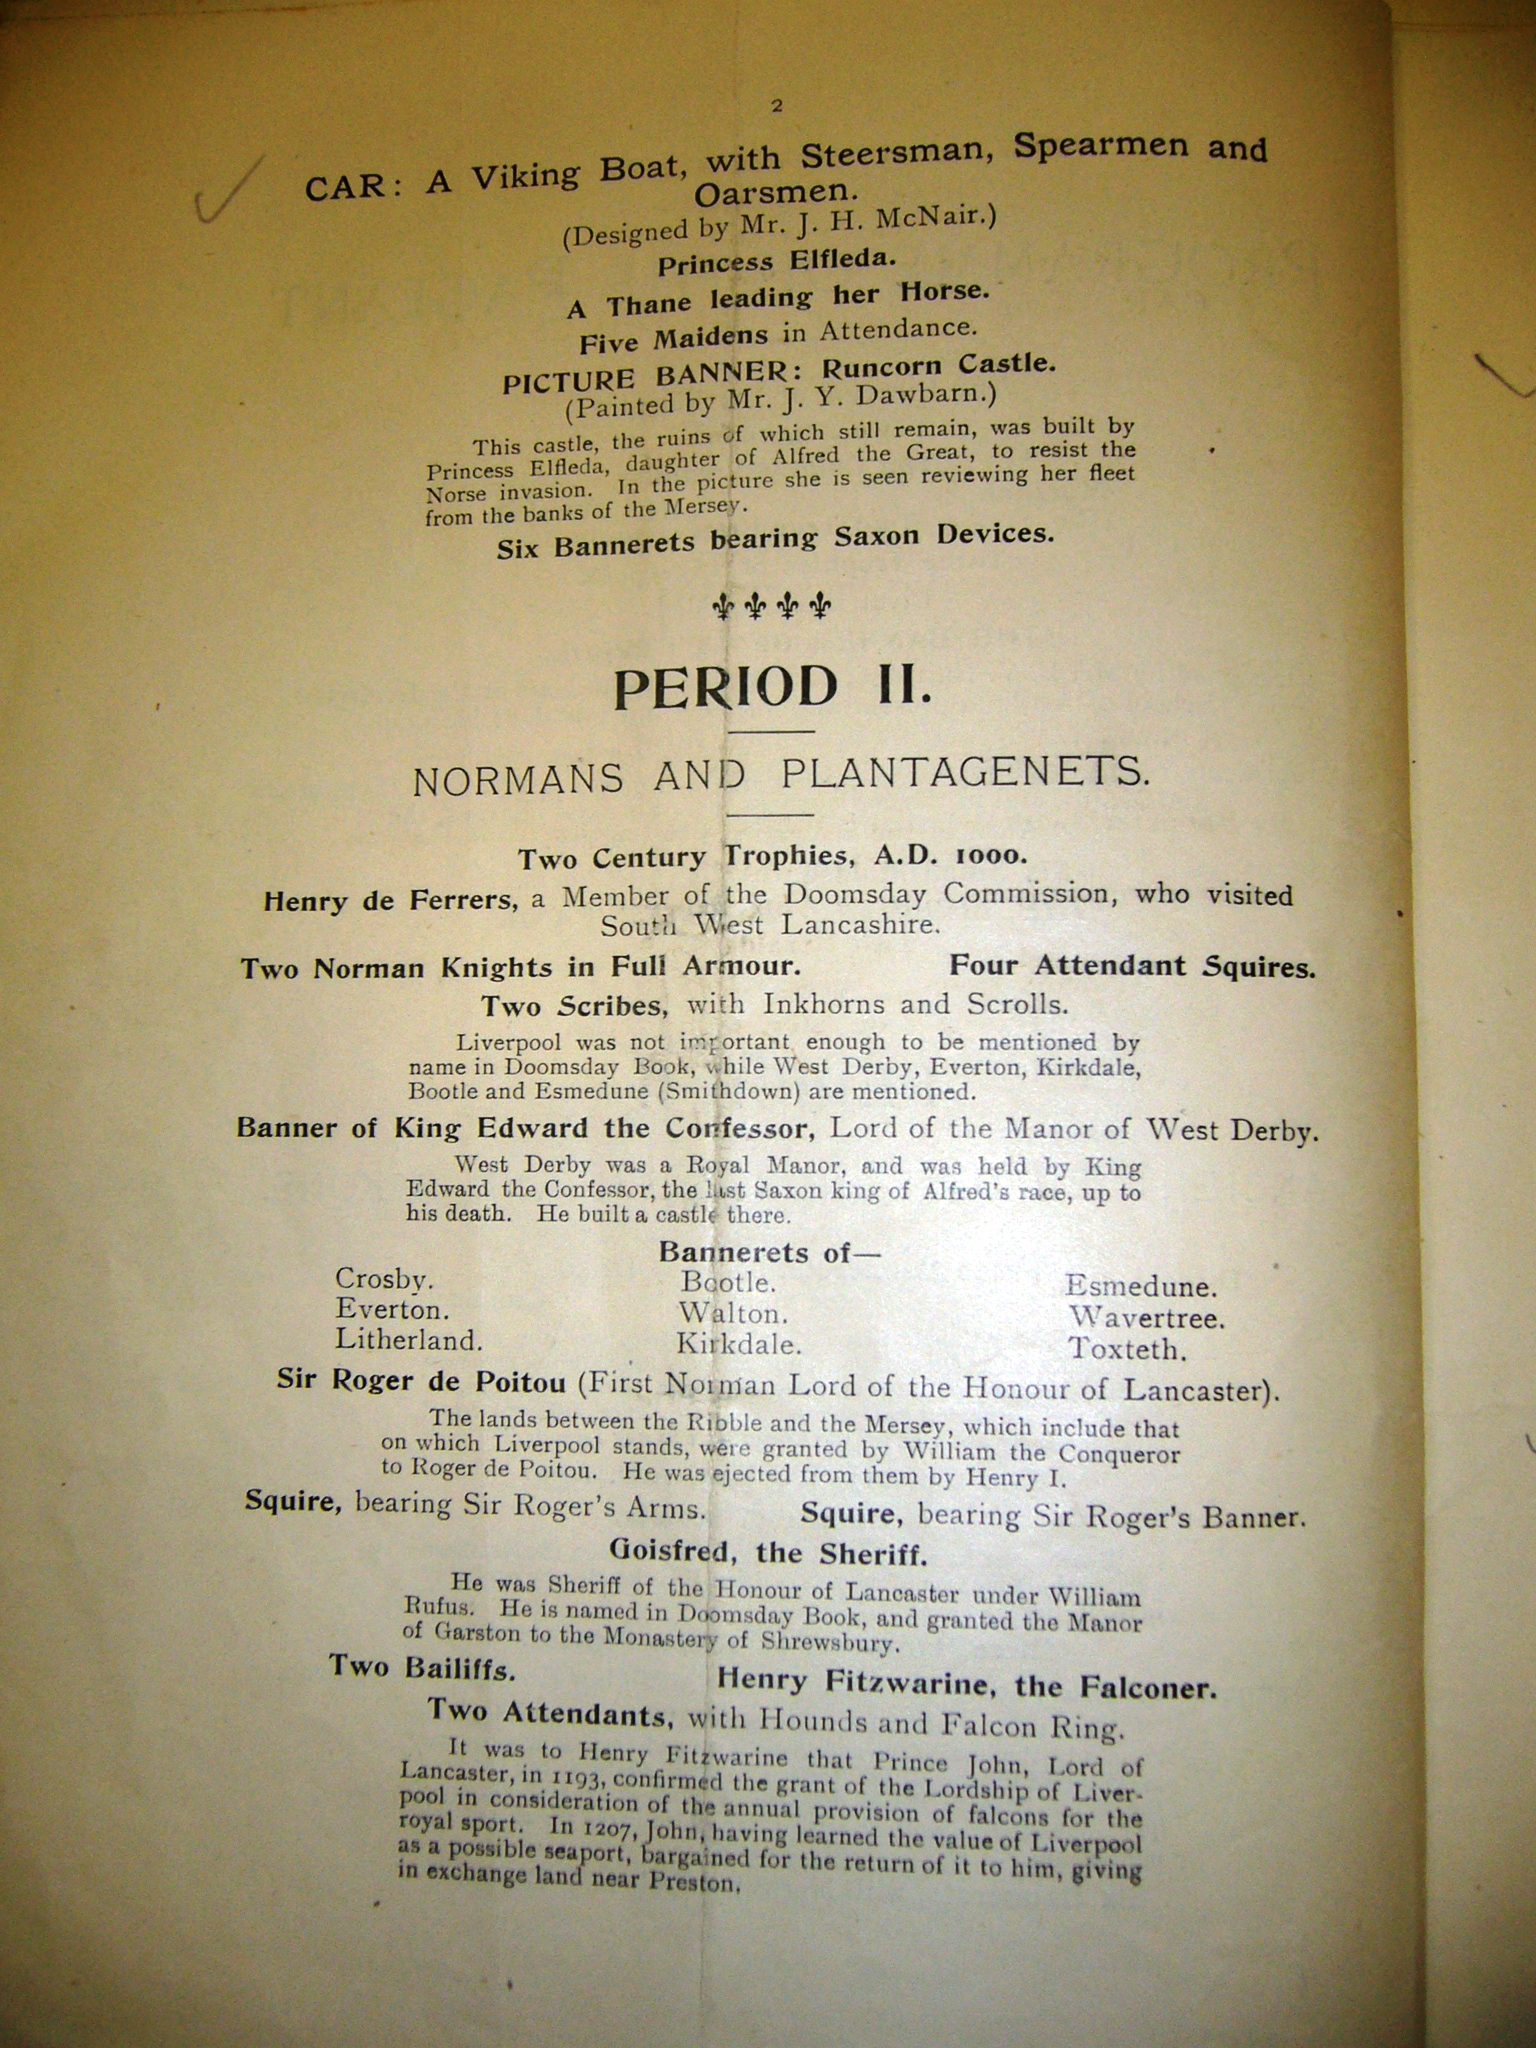 2
CAR: A Viking Boat, with Steersman, Spearmen and
Oarsmen.
(Designed by Mr. J. H. McNair.)
Princess Elfleda.
A Thane leading her Horse.
Five Maidens in Attendance.
PICTURE BANNER: Runcorn Castle.
(Painted by Mr. J. Y. Dawbarn.)
This castle, the ruins of which still remain, was built by
Princess Elfleda, daughter of Alfred the Great, to resist the
Norse invasion. In the picture she is seen reviewing her fleet
from the banks of the Mersey.
Six Bannerets bearing Saxon Devices.
PERIOD II.
NORMANS AND PLANTAGENETS.
Two Century Trophies, A.D. 1000.
Henry de Ferrers, a Member of the Doomsday Commission, who visited
South West Lancashire.
Two Norman Knights in Full Armour. Four Attendant Squires.
Two Scribes, with Inkhorns and Scrolls.
Liverpool was not important enough to be mentioned by
name in Doomsday Book, while West Derby, Everton, Kirkdale,
Bootle and Esmedune (Smithdown) are mentioned.
Banner of King Edward the Confessor, Lord of the Manor of West Derby.
West Derby was a Royal Manor, and was held by King
Edward the Confessor, the last Saxon king of Alfred's race, up to
his death. He built a castle there.
Bannerets of—
Crosby. Bootle. Esmedune.
Everton. Walton. Wavertree.
Litherland. Kirkdale. Toxteth.
Sir Roger de Poitou (First Norman Lord of the Honour of Lancaster).
The lands between the Ribble and the Mersey, which include that
on which Liverpool stands, were granted by William the Conqueror
to Roger de Poitou. He was ejected from them by Henry I.
Squire, bearing Sir Roger's Arms. Squire, bearing Sir Roger's Banner.
Goisfred, the Sheriff.
He was Sheriff of the Honour of Lancaster under William
Rufus. He is named in Doomsday Book, and granted the Manor
of Garston to the Monastery of Shrewsbury.
Two Bailiffs. Henry Fitzwarine, the Falconer.
Two Attendants, with Hounds and Falcon Ring.
It was to Henry Fitzwarine that Prince John, Lord of
Lancaster, in 1193, confirmed the grant of the Lordship of Liver-
pool in consideration of the annual provision of falcons for the
royal sport. In 1207, John, having learned the value of Liverpool
as a possible seaport, bargained for the return of it to him, giving
in exchange land near Preston.